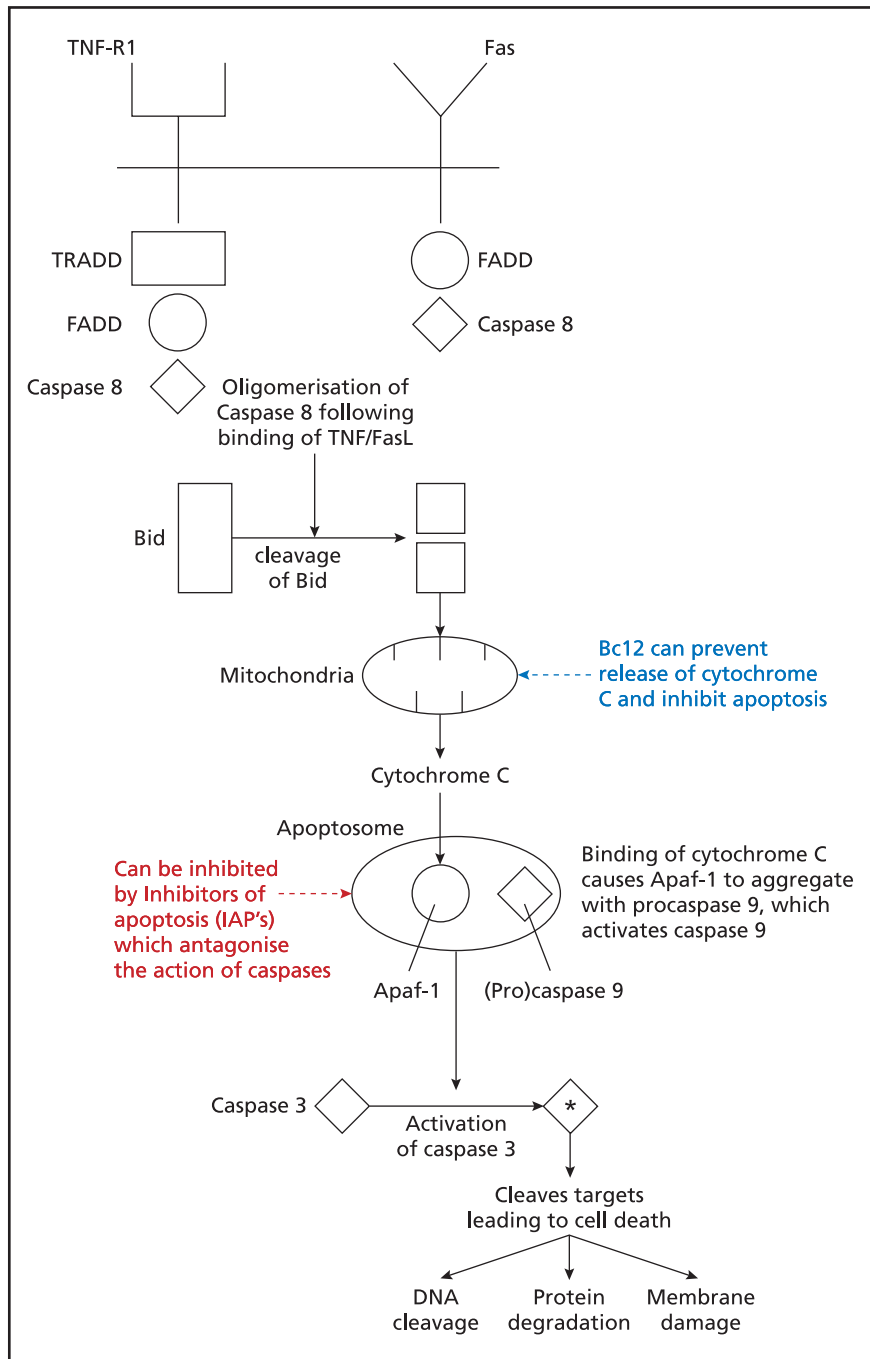 TNF-R1
Fas
TRADD
FADD
FADD
Caspase 8
Caspase 8
Oligomerisation of
Caspase 8 following
binding of TNF/FasL
Bid
cleavage
of Bid
Mitochondria
Bc12 can prevent
release of cytochrome
C and inhibit apoptosis
Cytochrome C
Apoptosome
Can be inhibited
by Inhibitors of
apoptosis (IAP's)
which antagonise
the action of caspases
Binding of cytochrome C
causes Apaf-1 to aggregate
with procaspase 9, which
activates caspase 9
Apaf-1
(Pro)caspase 9
Caspase 3
*
Activation
of caspase 3
Cleaves targets
leading to cell death
DNA
cleavage
Protein
degradation
Membrane
damage